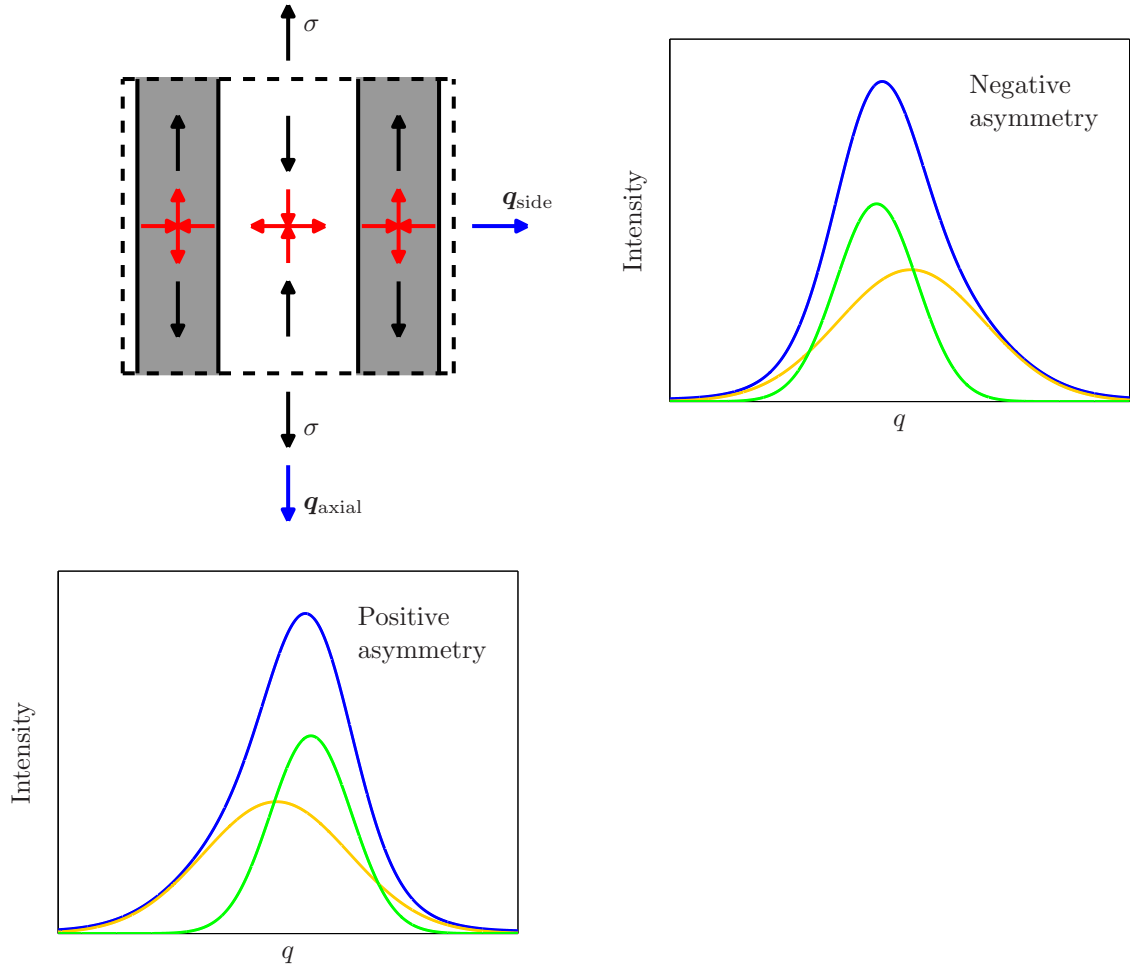 σ
q_side
σ
q_axial
Negative
asymmetry
Intensity
q
Positive
asymmetry
Intensity
q